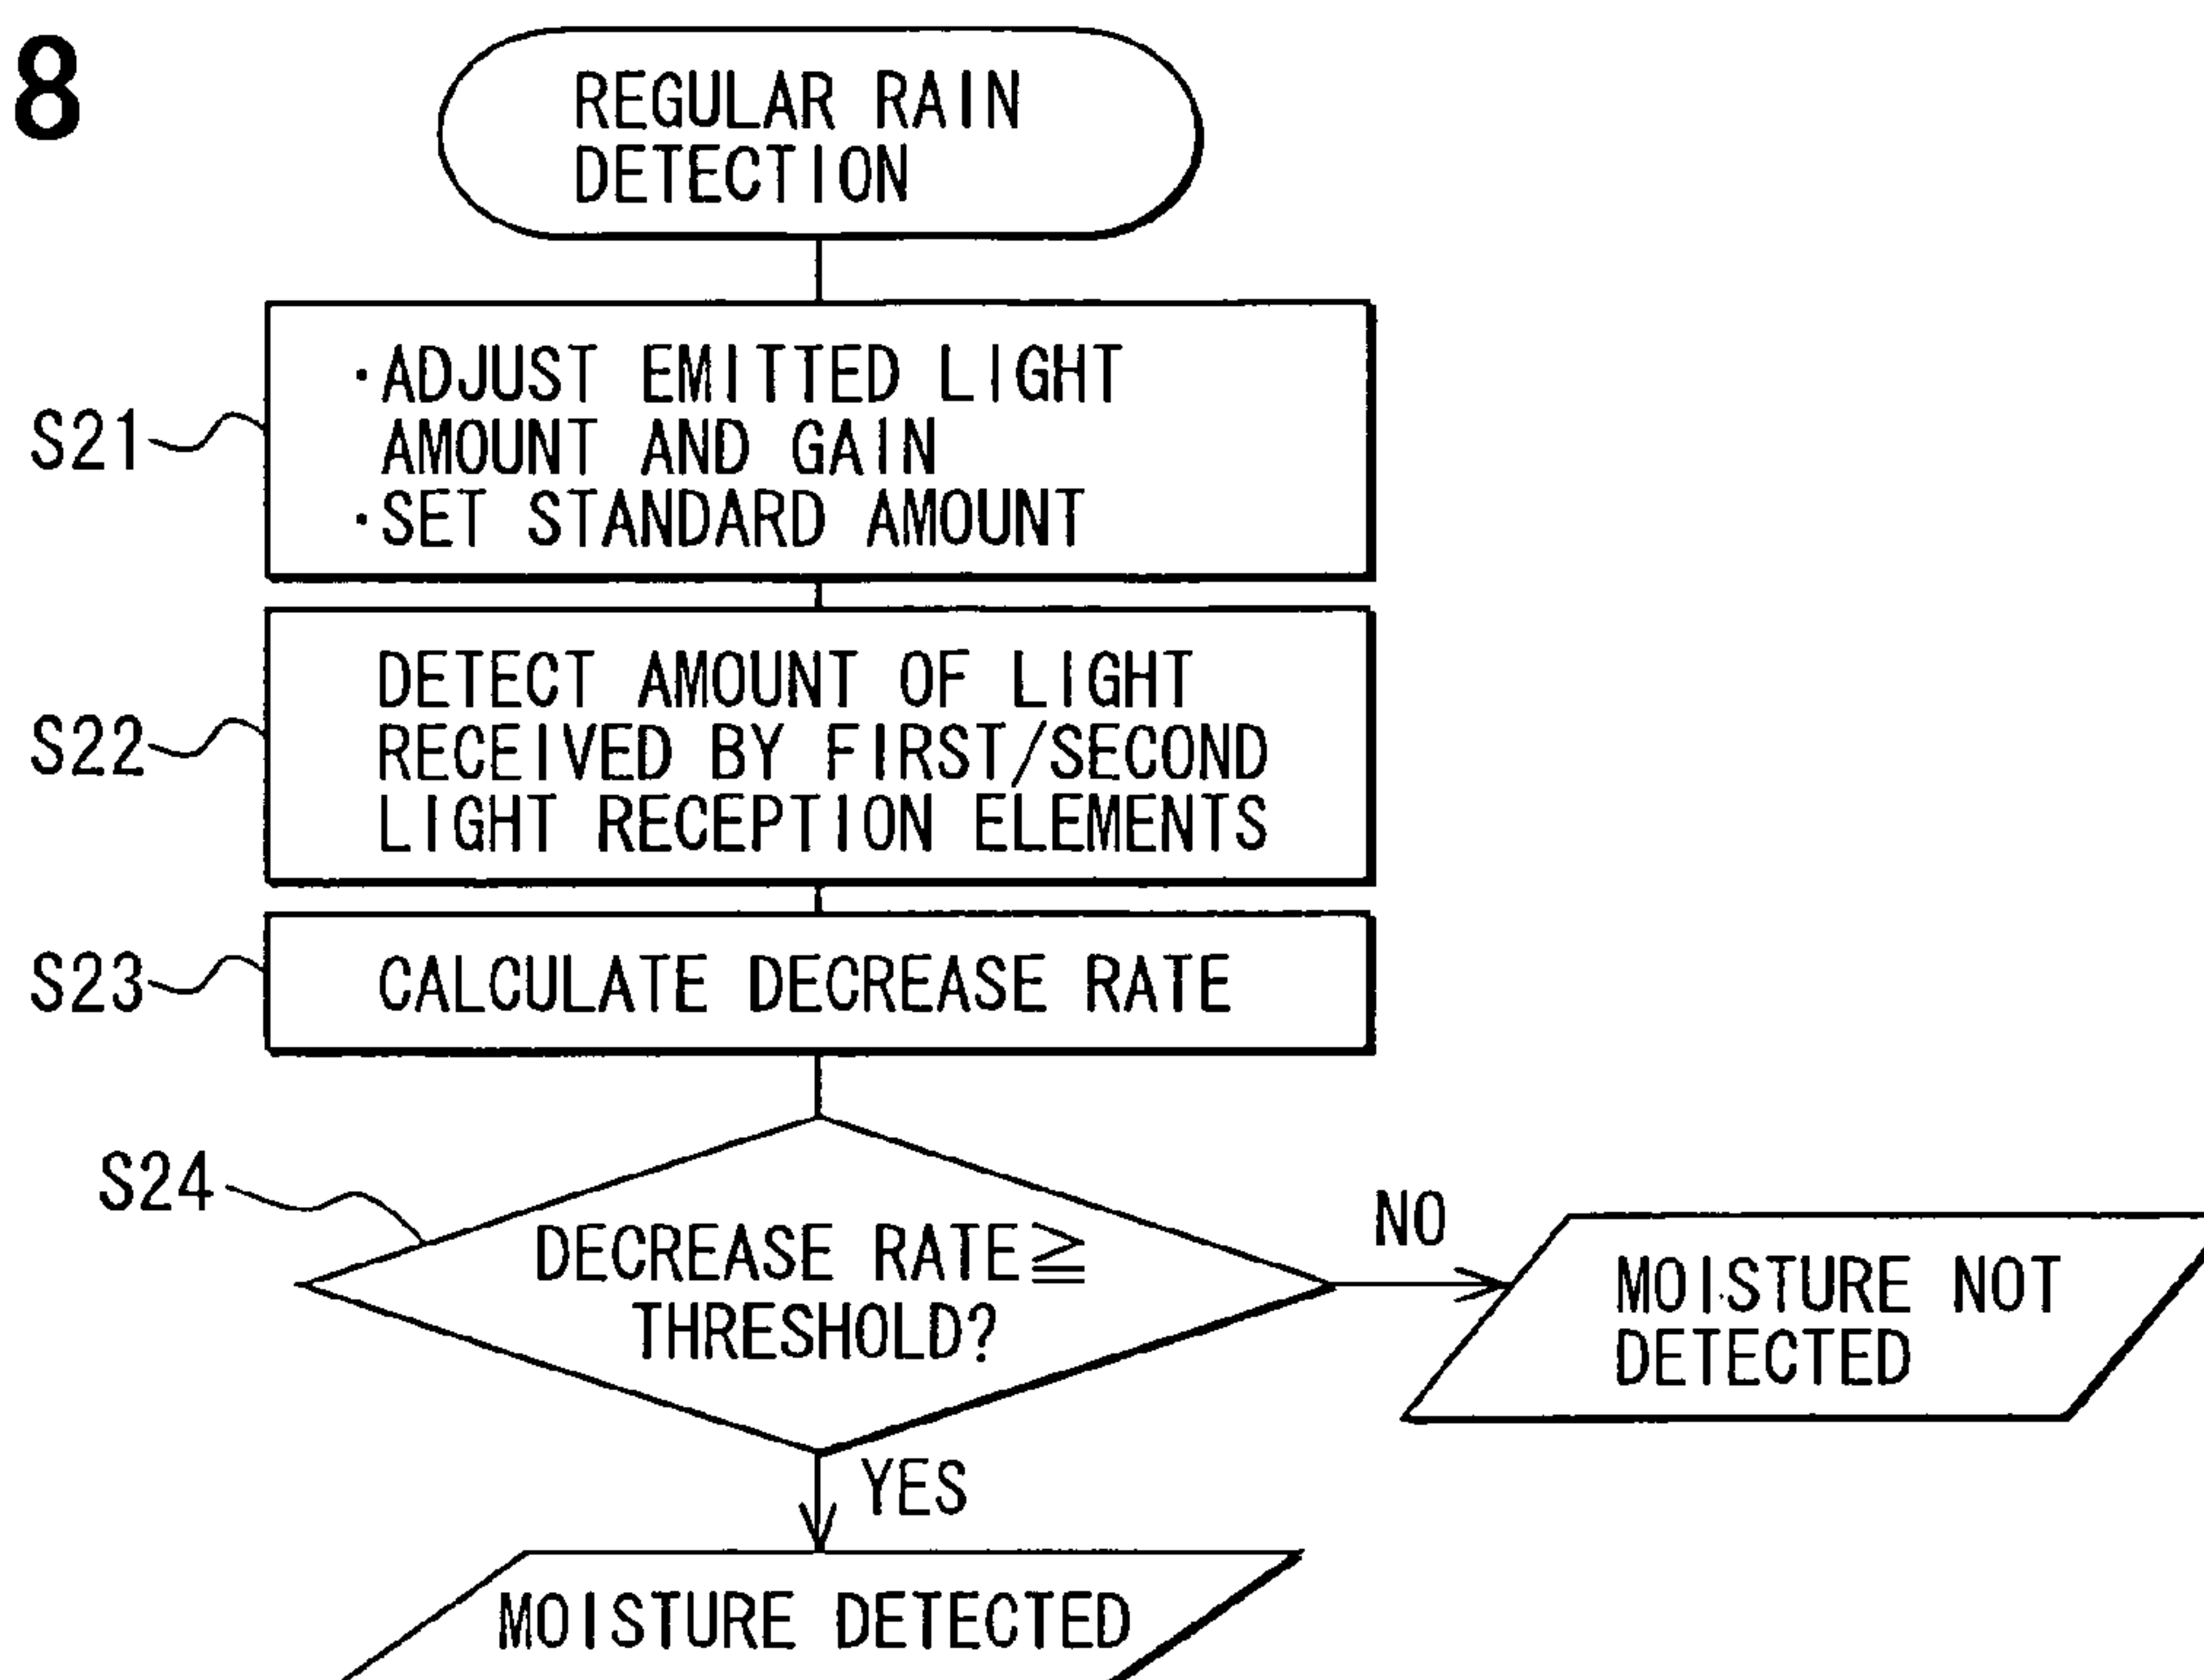 8
REGULAR RAIN
DETECTION
S21
・ADJUST EMITTED LIGHT
AMOUNT AND GAIN
・SET STANDARD AMOUNT
S22
DETECT AMOUNT OF LIGHT
RECEIVED BY FIRST/SECOND
LIGHT RECEPTION ELEMENTS
S23
CALCULATE DECREASE RATE
S24
DECREASE RATE≧
THRESHOLD?
NO
MOISTURE NOT
DETECTED
YES
MOISTURE DETECTED